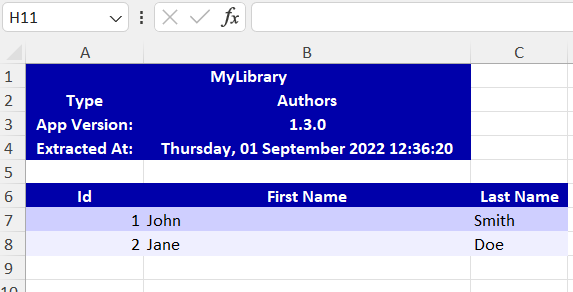 H11 fx
A B C
1 MyLibrary
2 Type Authors
3 App Version: 1.3.0
4 Extracted At: Thursday, 01 September 2022 12:36:20
5
6 Id First Name Last Name
7 1 John Smith
8 2 Jane Doe
9
10